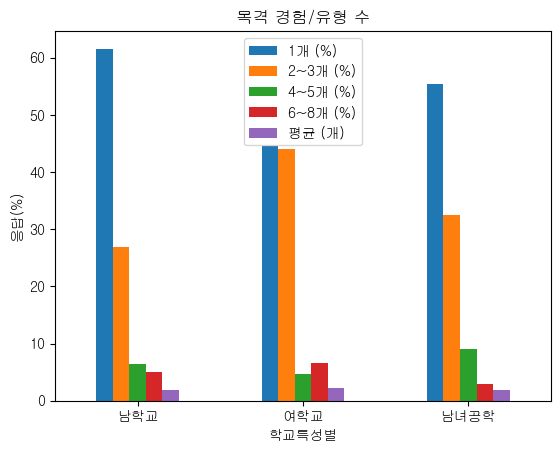 목격 경험/유형 수
1개 (%)
2~3개 (%)
4~5개 (%)
6~8개 (%)
평균 (개)
응답(%)
60
50
40
30
20
10
0
남학교
여학교
남녀공학
학교특성별